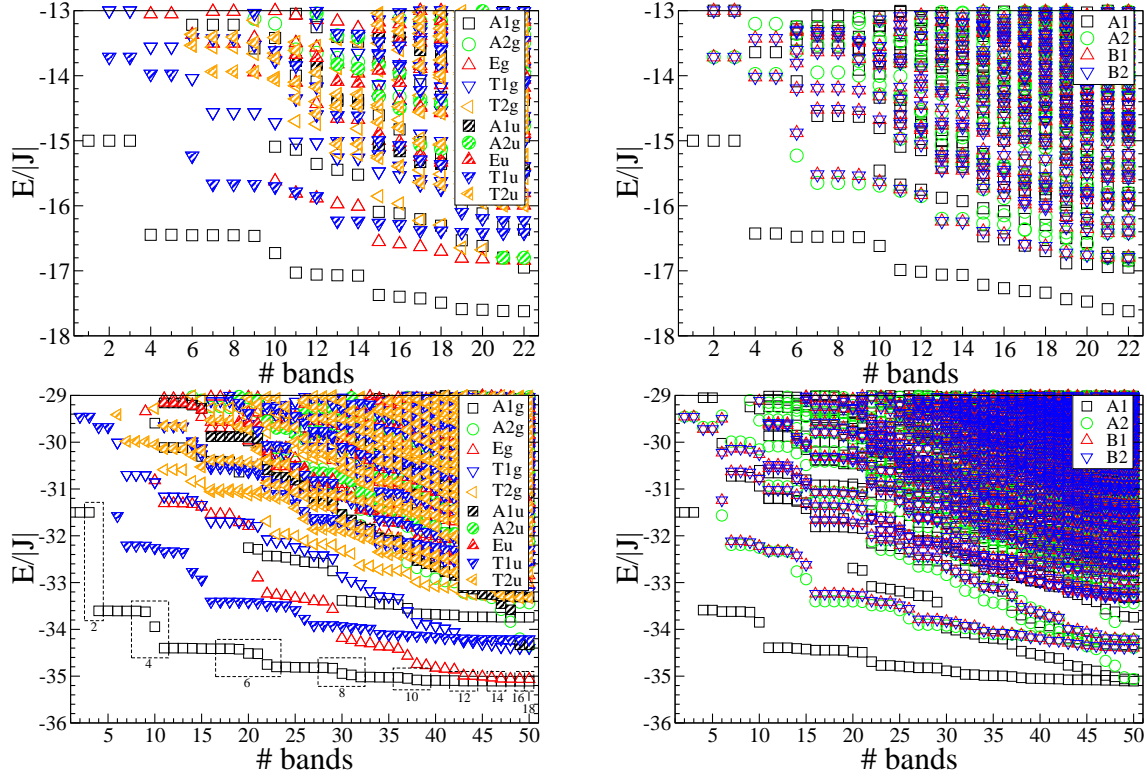 -13
-14
-15
-16
-17
-18
E/|J|
2 4 6 8 10 12 14 16 18 20 22
# bands
A1g
A2g
Eg
T1g
T2g
A1u
A2u
Eu
T1u
T2u
-13
-14
-15
-16
-17
-18
E/|J|
2 4 6 8 10 12 14 16 18 20 22
# bands
A1
A2
B1
B2
-29
-30
-31
-32
-33
-34
-35
-36
E/|J|
5 10 15 20 25 30 35 40 45 50
# bands
A1g
A2g
Eg
T1g
T2g
A1u
A2u
Eu
T1u
T2u
2
4
6
8
10
12
14
16
18
-29
-30
-31
-32
-33
-34
-35
-36
E/|J|
5 10 15 20 25 30 35 40 45 50
# bands
A1
A2
B1
B2